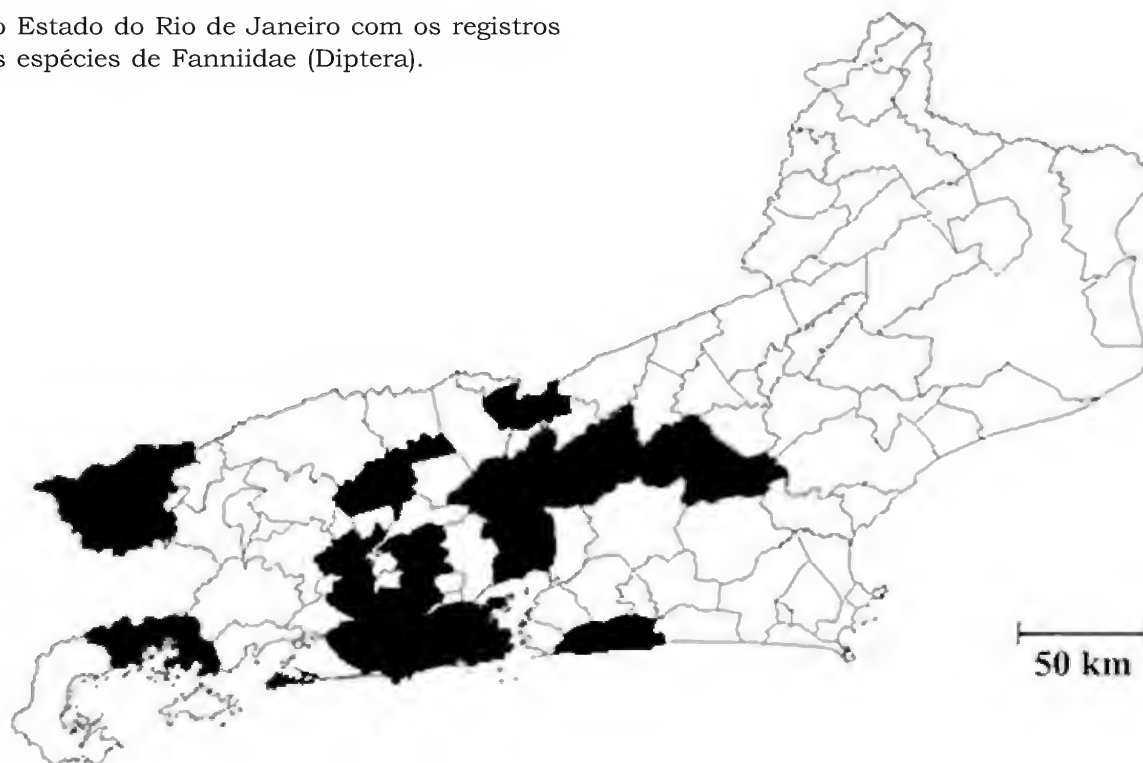 o Estado do Rio de Janeiro com os registros
s espécies de Fanniidae (Diptera).
50 km